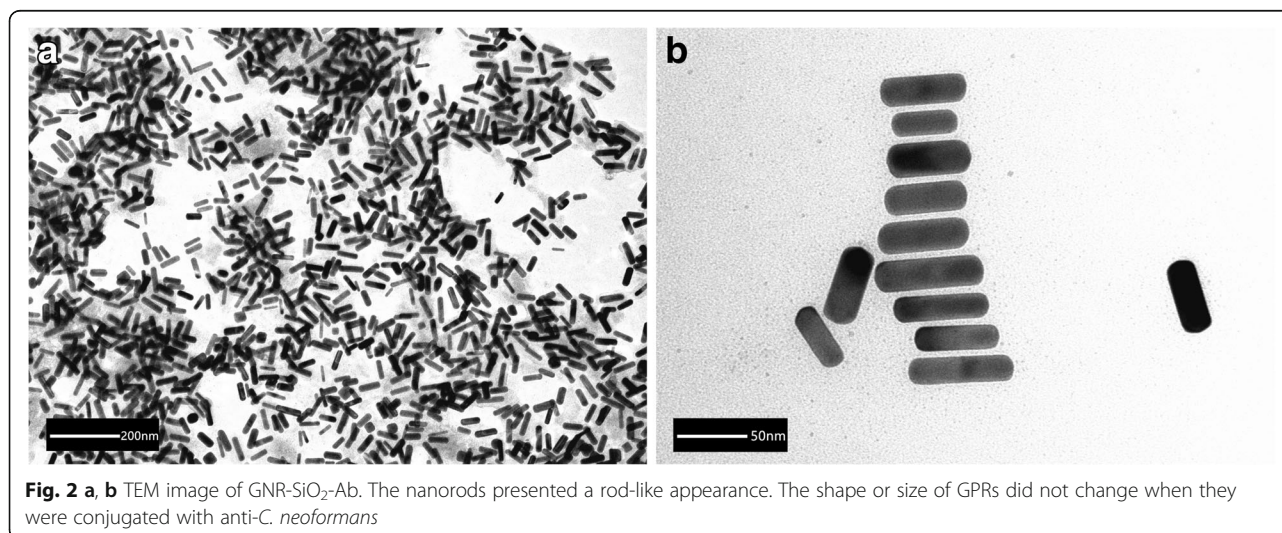 a
b
200nm
50nm
Fig. 2 a, b TEM image of GNR-SiO₂-Ab. The nanorods presented a rod-like appearance. The shape or size of GPRs did not change when they
were conjugated with anti-C. neoformans